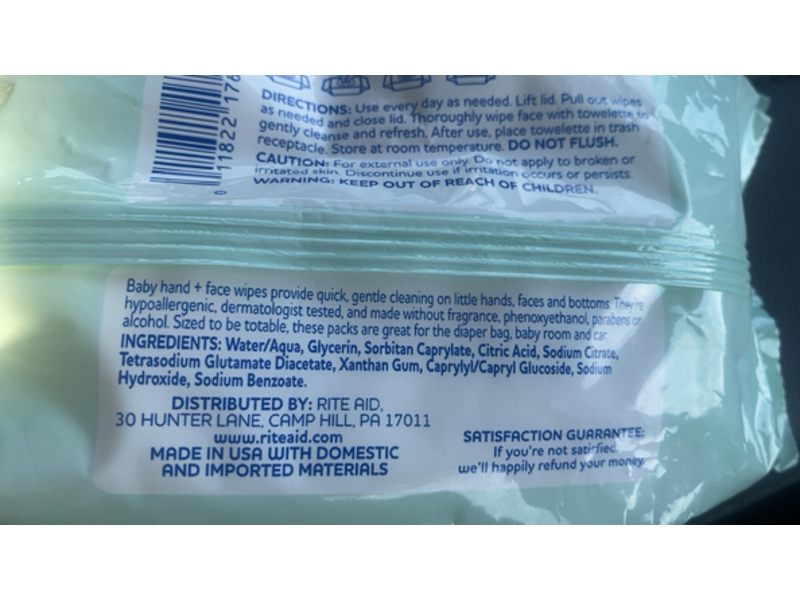 0 11822 176
DIRECTIONS: Use every day as needed. Lift lid. Pull out wipes
as needed and close lid. Thoroughly wipe face with towelette to
gently cleanse and refresh. After use, place towelette in trash
receptacle. Store at room temperature. DO NOT FLUSH.
CAUTION: For external use only. Do not apply to broken or
irritated skin. Discontinue use if irritation occurs or persists.
WARNING: KEEP OUT OF REACH OF CHILDREN.
Baby hand + face wipes provide quick, gentle cleaning on little hands, faces and bottoms. They're
hypoallergenic, dermatologist tested, and made without fragrance, phenoxyethanol, parabens or
alcohol. Sized to be totable, these packs are great for the diaper bag, baby room and car.
INGREDIENTS: Water/Aqua, Glycerin, Sorbitan Caprylate, Citric Acid, Sodium Citrate,
Tetrasodium Glutamate Diacetate, Xanthan Gum, Caprylyl/Capryl Glucoside, Sodium
Hydroxide, Sodium Benzoate.
DISTRIBUTED BY: RITE AID,
30 HUNTER LANE, CAMP HILL, PA 17011
www.riteaid.com
MADE IN USA WITH DOMESTIC
AND IMPORTED MATERIALS
SATISFACTION GUARANTEE:
If you're not satisfied,
we'll happily refund your money.